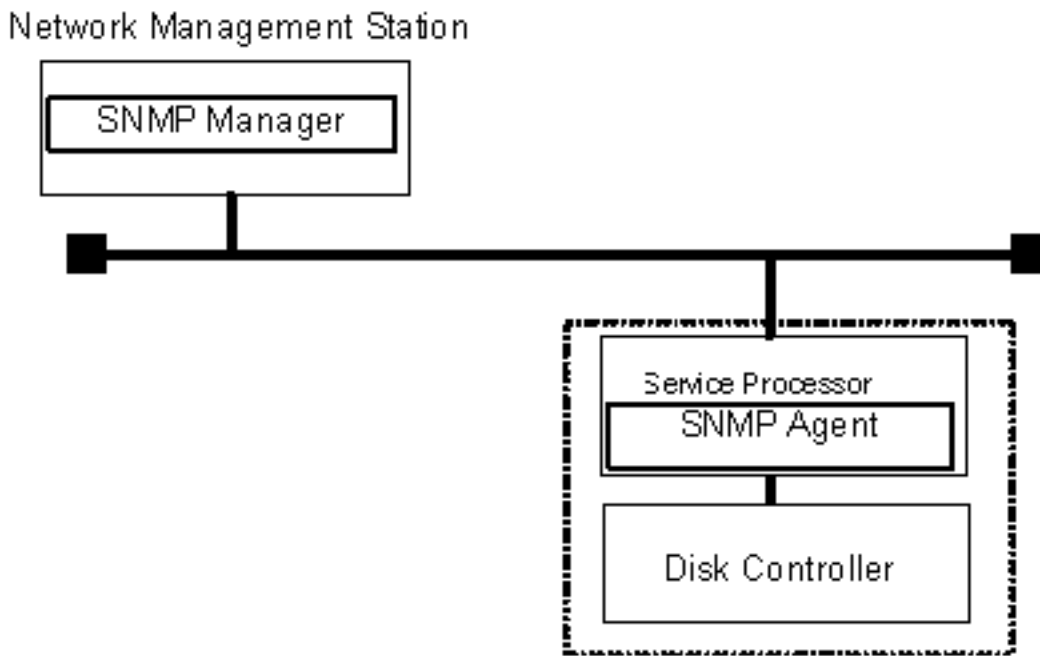 Network Management Station
SNMP Manager
Service Processor
SNMP Agent
Disk Controller